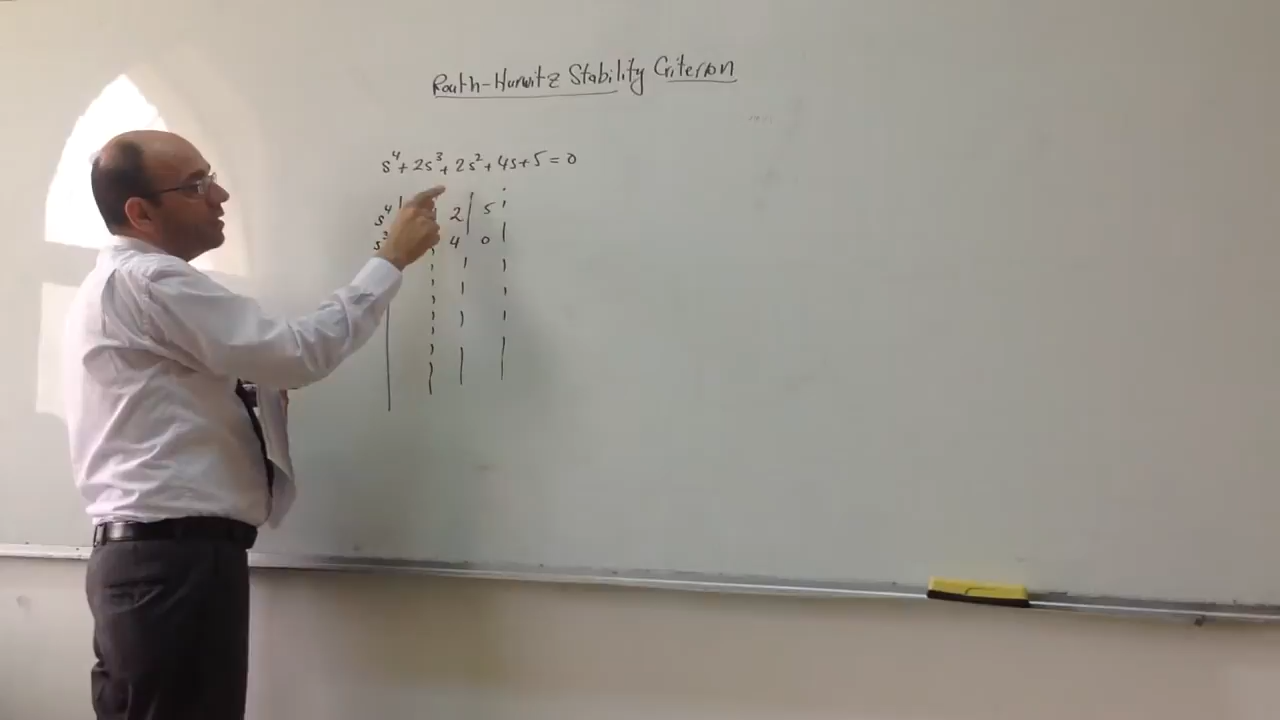 Routh-Hurwitz Stability Criterion
s⁴+2s³+2s²+4s+5=0
s⁴ 2 5
s³ 4 0